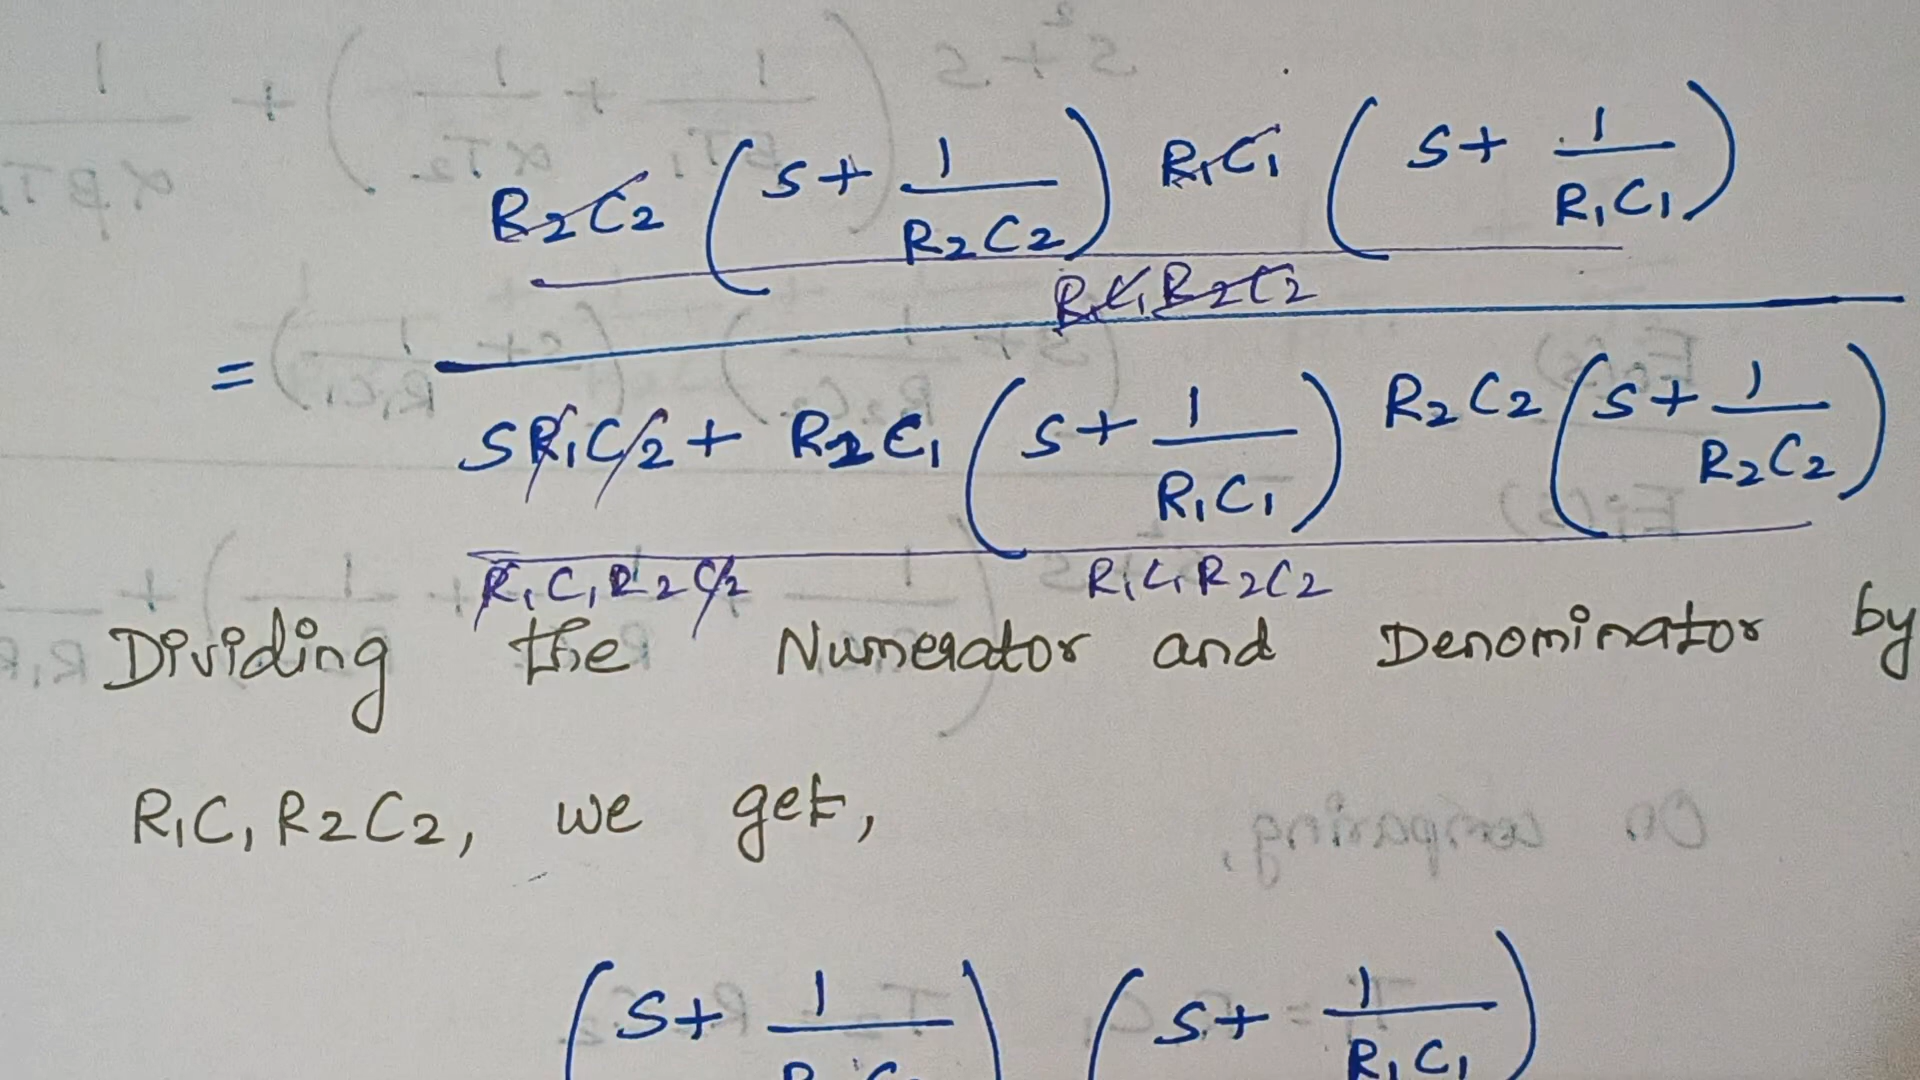 R2C2 (S + 1/R2C2) R1C1 (S + 1/R1C1)
R1C1R2C2
=
SR1C2 + R2C1 (S + 1/R1C1) R2C2 (S + 1/R2C2)
R1C1R2C2 R1C1R2C2
Dividing the Numerator and Denominator by
R1C1R2C2, we get,
(S + 1/) (S + 1/R1C1)